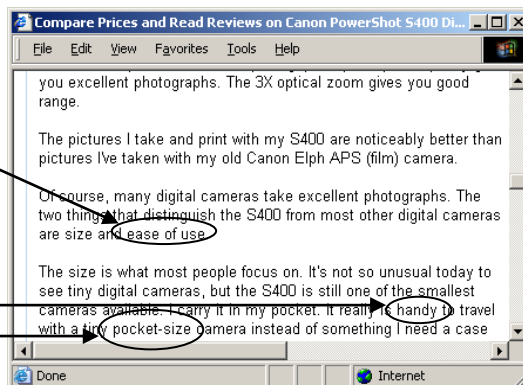 Compare Prices and Read Reviews on Canon PowerShot S400 Di...
File Edit View Favorites Tools Help
you excellent photographs. The 3X optical zoom gives you good
range.
The pictures I take and print with my S400 are noticeably better than
pictures I've taken with my old Canon Elph APS (film) camera.
Of course, many digital cameras take excellent photographs. The
two things that distinguish the S400 from most other digital cameras
are size and ease of use.
The size is what most people focus on. It's not so unusual today to
see tiny digital cameras, but the S400 is still one of the smallest
cameras available. I carry it in my pocket. It really is handy to travel
with a tiny pocket-size camera instead of something I need a case
Done Internet